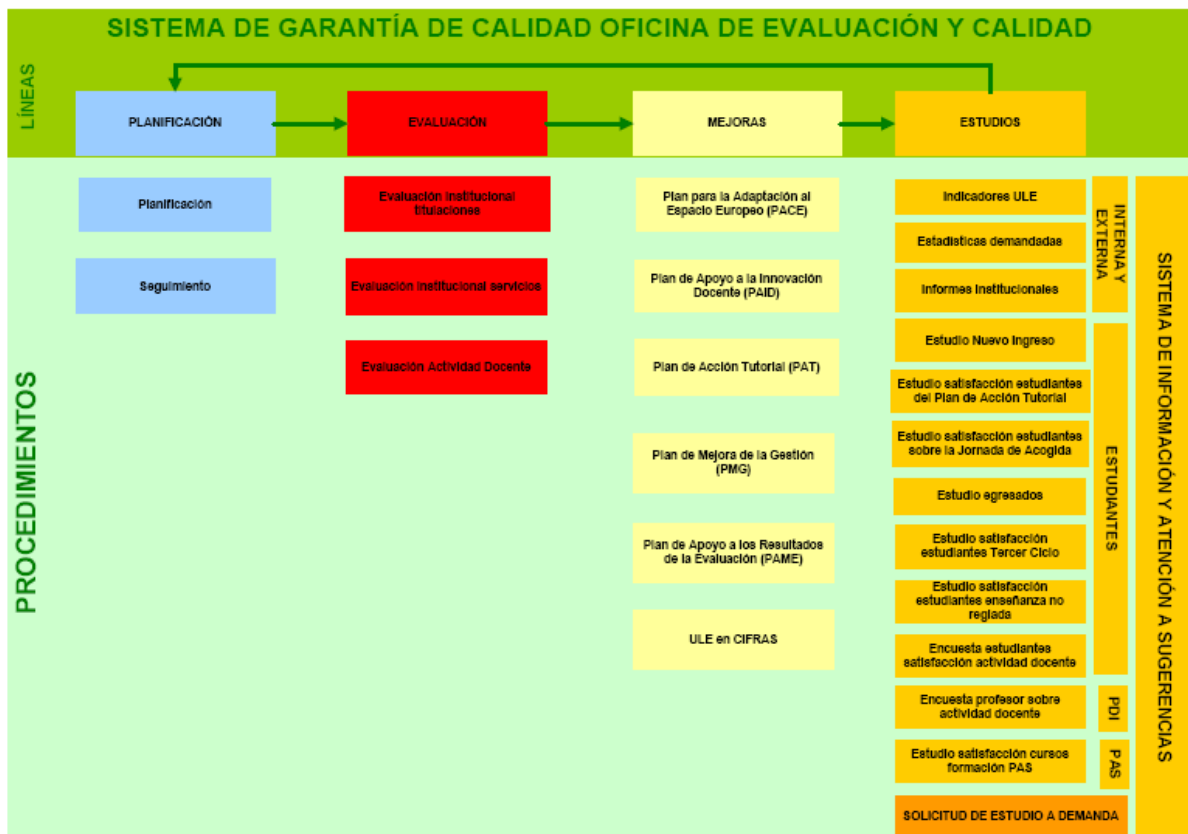 SISTEMA DE GARANTÍA DE CALIDAD OFICINA DE EVALUACIÓN Y CALIDAD
LÍNEAS
PLANIFICACIÓN
EVALUACIÓN
MEJORAS
ESTUDIOS
PROCEDIMIENTOS
Planificación
Seguimiento
Evaluación Institucional
titulaciones
Evaluación Institucional servicios
Evaluación Actividad Docente
Plan para la Adaptación al
Espacio Europeo (PACE)
Plan de Apoyo a la Innovación
Docente (PAID)
Plan de Acción Tutorial (PAT)
Plan de Mejora de la Gestión
(PMG)
Plan de Apoyo a los Resultados
de la Evaluación (PAME)
ULE en CIFRAS
Indicadores ULE
Estadísticas demandadas
Informes Institucionales
Estudio Nuevo Ingreso
Estudio satisfacción estudiantes
del Plan de Acción Tutorial
Estudio satisfacción estudiantes
sobre la Jornada de Acogida
Estudio egresados
Estudio satisfacción
estudiantes Tercer Ciclo
Estudio satisfacción
estudiantes enseñanza no
reglada
Encuesta estudiantes
satisfacción actividad docente
Encuesta profesor sobre
actividad docente
Estudio satisfacción cursos
formación PAS
SOLICITUD DE ESTUDIO A DEMANDA
INTERNA Y
EXTERNA
ESTUDIANTES
PDI
PAS
SISTEMA DE INFORMACIÓN Y ATENCIÓN A SUGERENCIAS